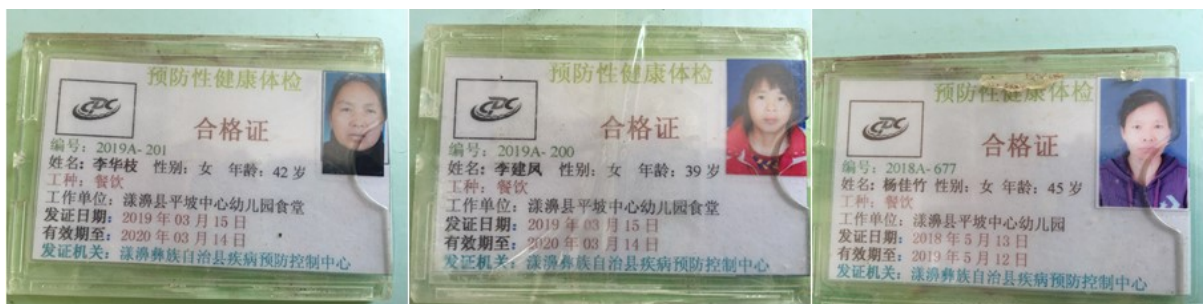 预防性健康体检
CDC
合格证
编号：2019A-201
姓名：李华枝 性别：女 年龄：42岁
工种：餐饮
工作单位：漾濞县平坡中心幼儿园食堂
发证日期：2019年03月15日
有效期至：2020年03月14日
发证机关：漾濞彝族自治县疾病预防控制中心
预防性健康体检
CDC
合格证
编号：2019A-200
姓名：李建凤 性别：女 年龄：39岁
工种：餐饮
工作单位：漾濞县平坡中心幼儿园食堂
发证日期：2019年03月15日
有效期至：2020年03月14日
发证机关：漾濞彝族自治县疾病预防控制中心
预防性健康体检
CDC
合格证
编号：2018A-677
姓名：杨佳竹 性别：女 年龄：45岁
工种：餐饮
工作单位：漾濞县平坡中心幼儿园
发证日期：2018年5月13日
有效期至：2019年5月12日
发证机关：漾濞彝族自治县疾病预防控制中心